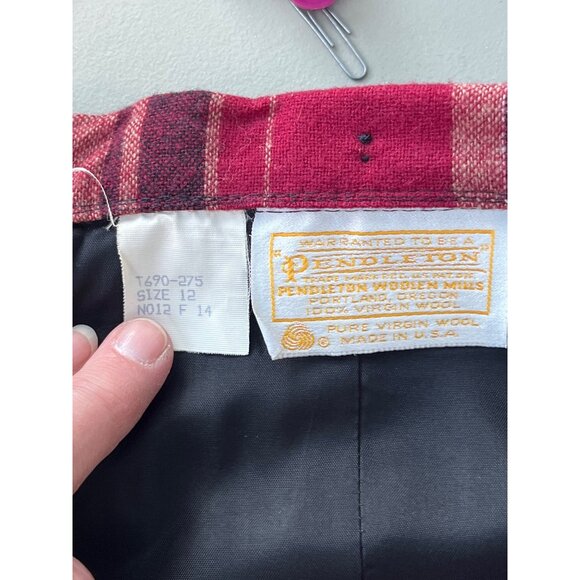 T690-275
SIZE 12
NO12 F 14
WARRANTED TO BE A
"PENDLETON"
TRADE MARK REG. U.S. PAT. OFF.
PENDLETON WOOLEN MILLS
PORTLAND, OREGON
100% VIRGIN WOOL
PURE VIRGIN WOOL
MADE IN U.S.A.